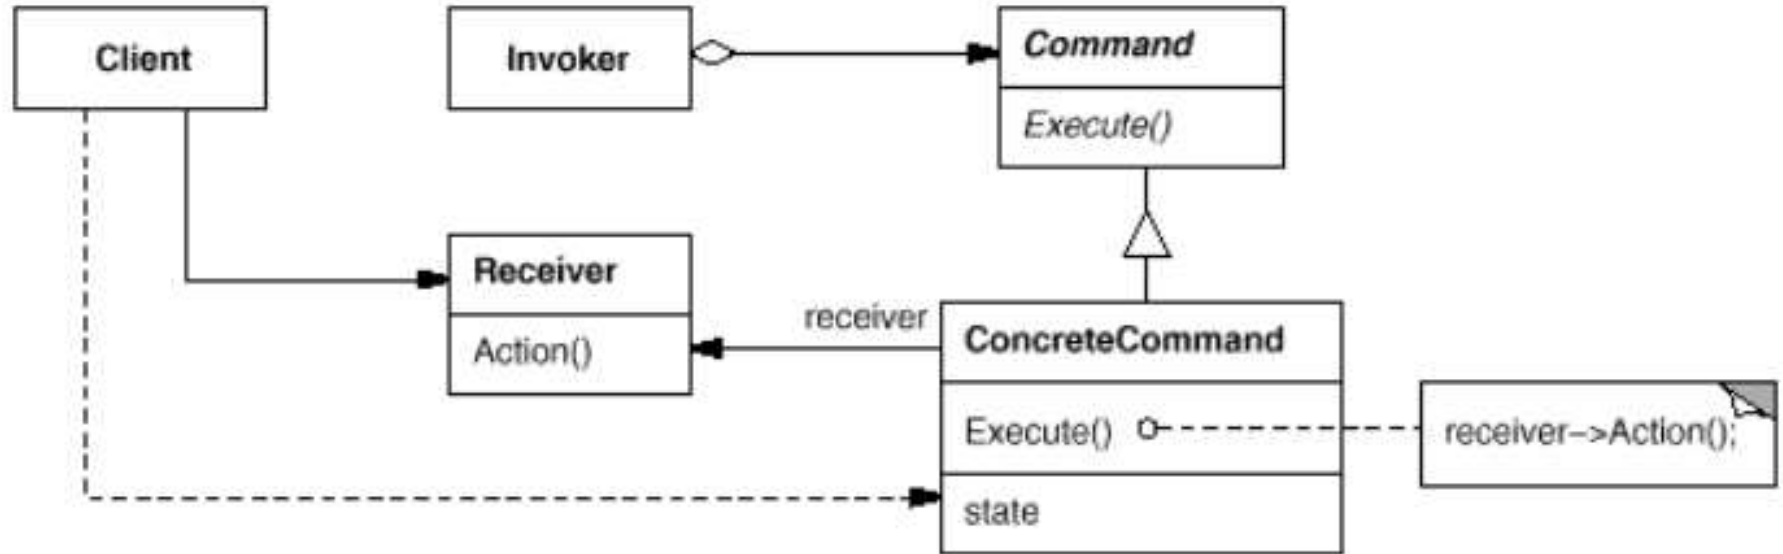 Client
Invoker
Command
Execute()
Receiver
Action()
receiver
ConcreteCommand
Execute()
receiver->Action();
state